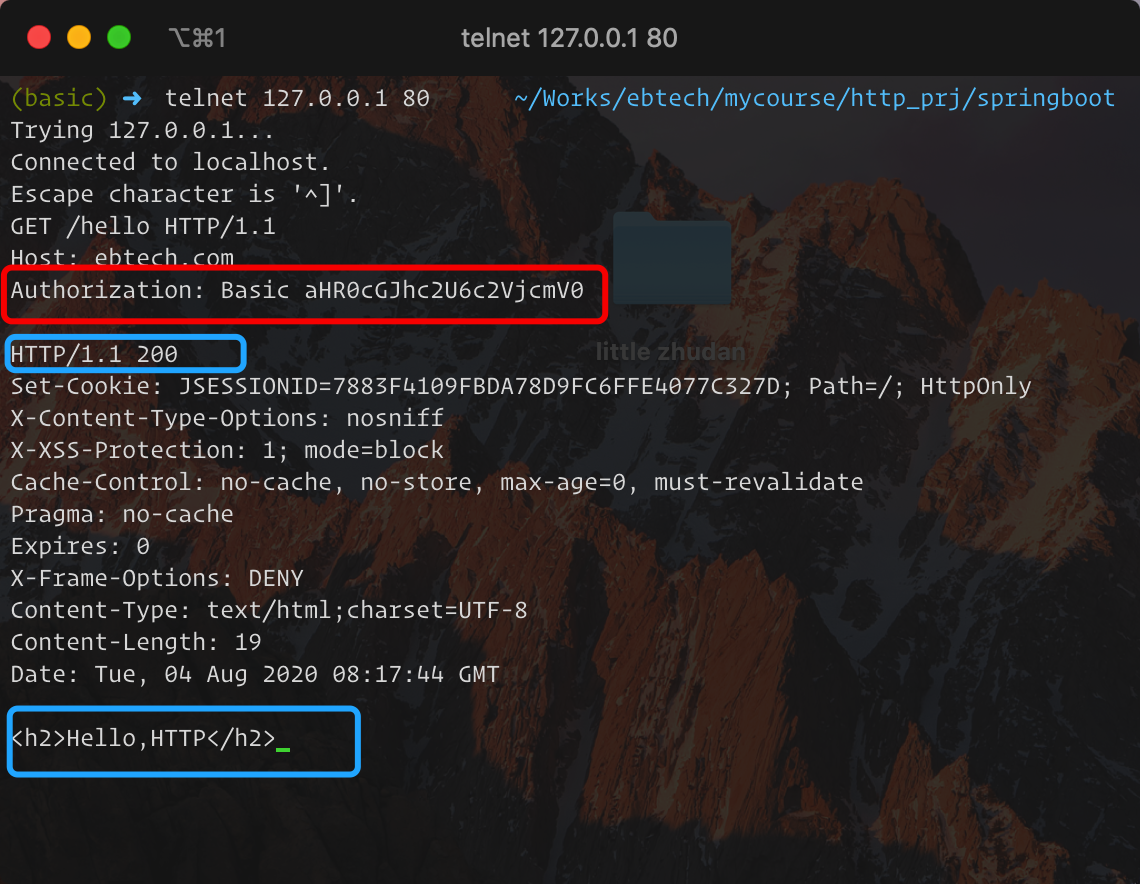 ⌥⌘1 telnet 127.0.0.1 80
(basic) ➜ telnet 127.0.0.1 80 ~/Works/ebtech/mycourse/http_prj/springboot
Trying 127.0.0.1...
Connected to localhost.
Escape character is '^]'.
GET /hello HTTP/1.1
Host: ebtech.com
Authorization: Basic aHR0cGJhc2U6c2VjcmV0
HTTP/1.1 200
little zhudan
Set-Cookie: JSESSIONID=7883F4109FBDA78D9FC6FFE4077C327D; Path=/; HttpOnly
X-Content-Type-Options: nosniff
X-XSS-Protection: 1; mode=block
Cache-Control: no-cache, no-store, max-age=0, must-revalidate
Pragma: no-cache
Expires: 0
X-Frame-Options: DENY
Content-Type: text/html;charset=UTF-8
Content-Length: 19
Date: Tue, 04 Aug 2020 08:17:44 GMT
<h2>Hello,HTTP</h2>